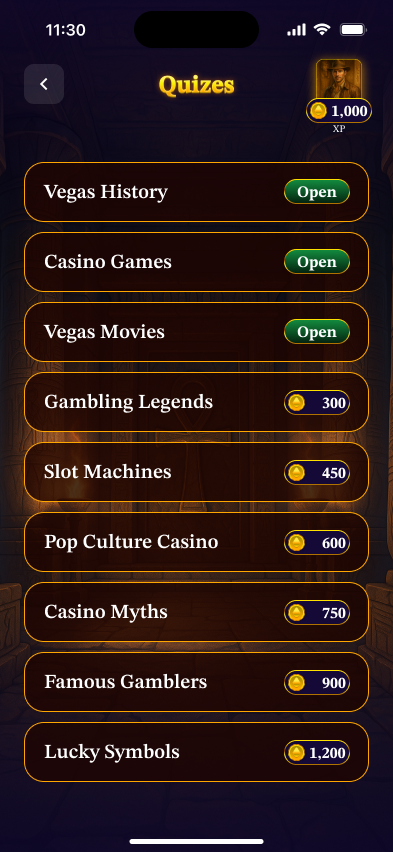 11:30
Quizes
1,000
XP
Vegas History
Open
Casino Games
Open
Vegas Movies
Open
Gambling Legends
300
Slot Machines
450
Pop Culture Casino
600
Casino Myths
750
Famous Gamblers
900
Lucky Symbols
1,200